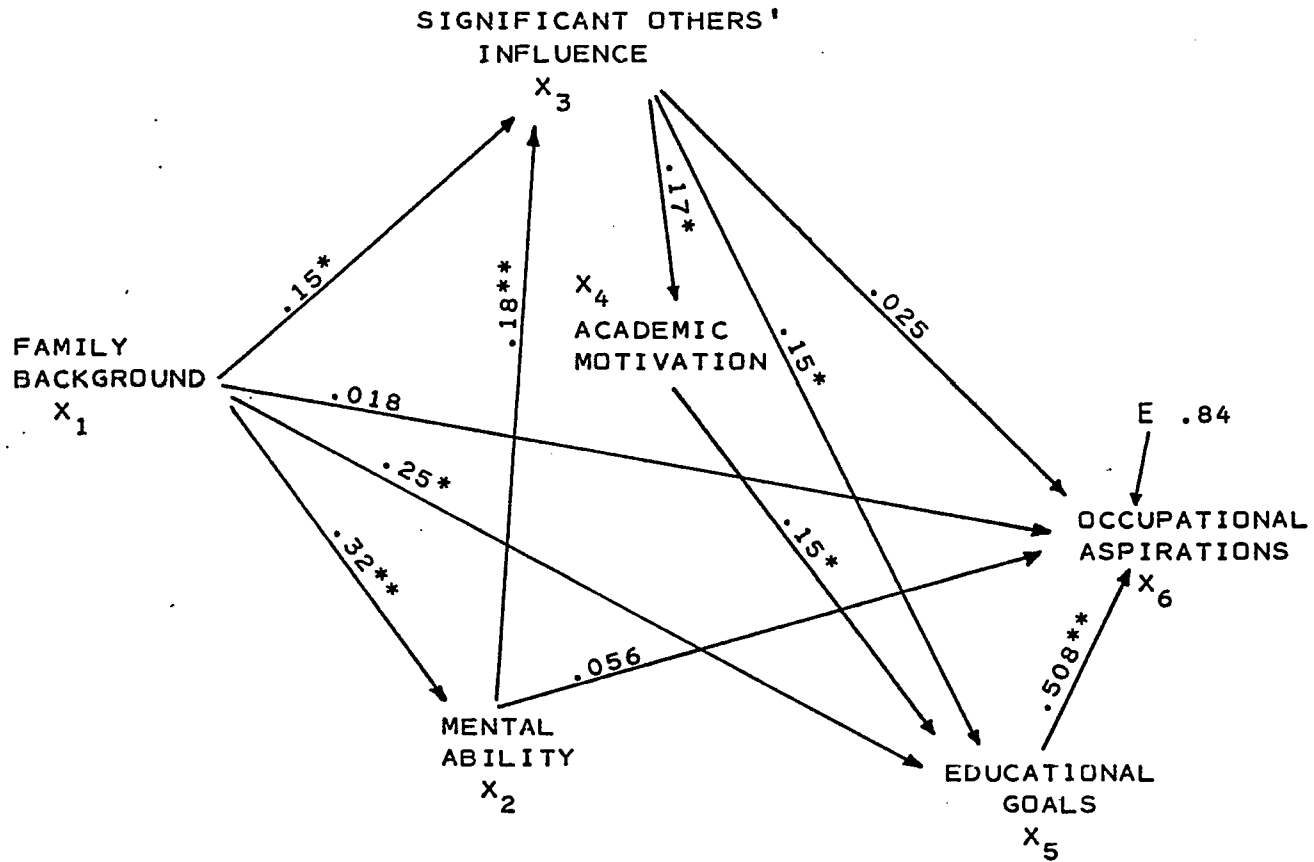 SIGNIFICANT OTHERS'
INFLUENCE
X3
.17*
.15*
.18**
X4
ACADEMIC
MOTIVATION
.025
.15*
FAMILY
BACKGROUND
X1
.018
E .84
.25*
.15*
.32**
OCCUPATIONAL
ASPIRATIONS
X6
.056
.508**
MENTAL
ABILITY
X2
EDUCATIONAL
GOALS
X5